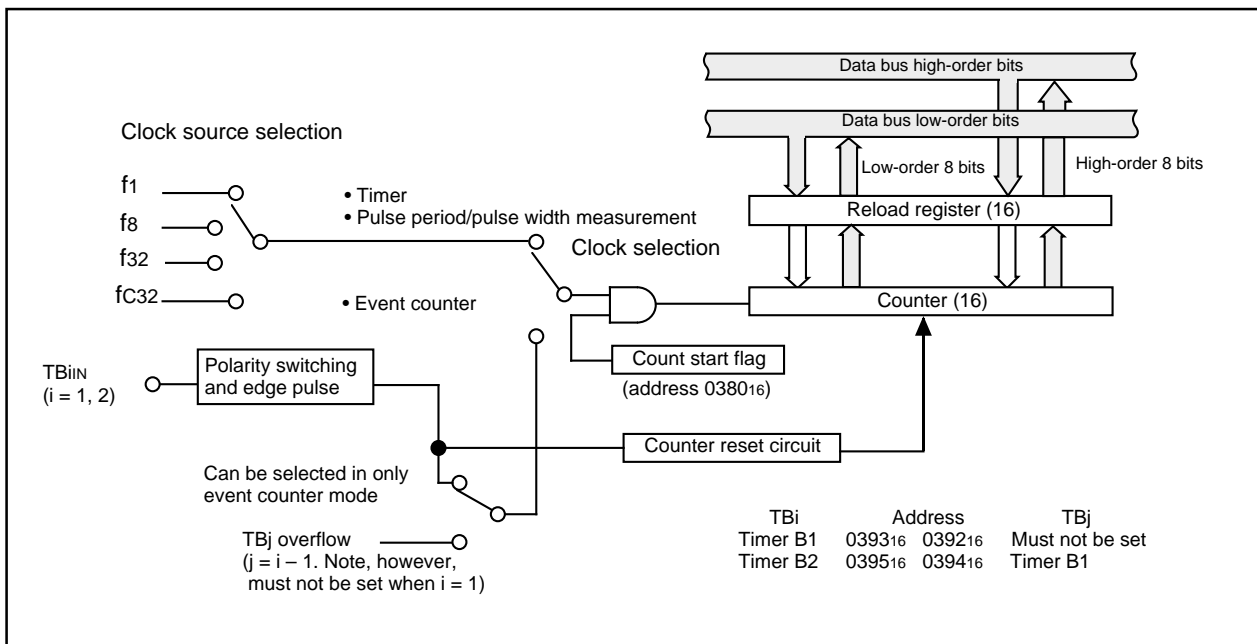 Data bus high-order bits
Data bus low-order bits
Clock source selection
Low-order 8 bits
High-order 8 bits
f1
f8
f32
fC32
• Timer
• Pulse period/pulse width measurement
Clock selection
Reload register (16)
• Event counter
Counter (16)
Count start flag
(address 038016)
TBiIN
(i = 1, 2)
Polarity switching
and edge pulse
Counter reset circuit
Can be selected in only
event counter mode
TBj overflow
(j = i – 1. Note, however,
must not be set when i = 1)
TBi Address TBj
Timer B1 039316 039216 Must not be set
Timer B2 039516 039416 Timer B1